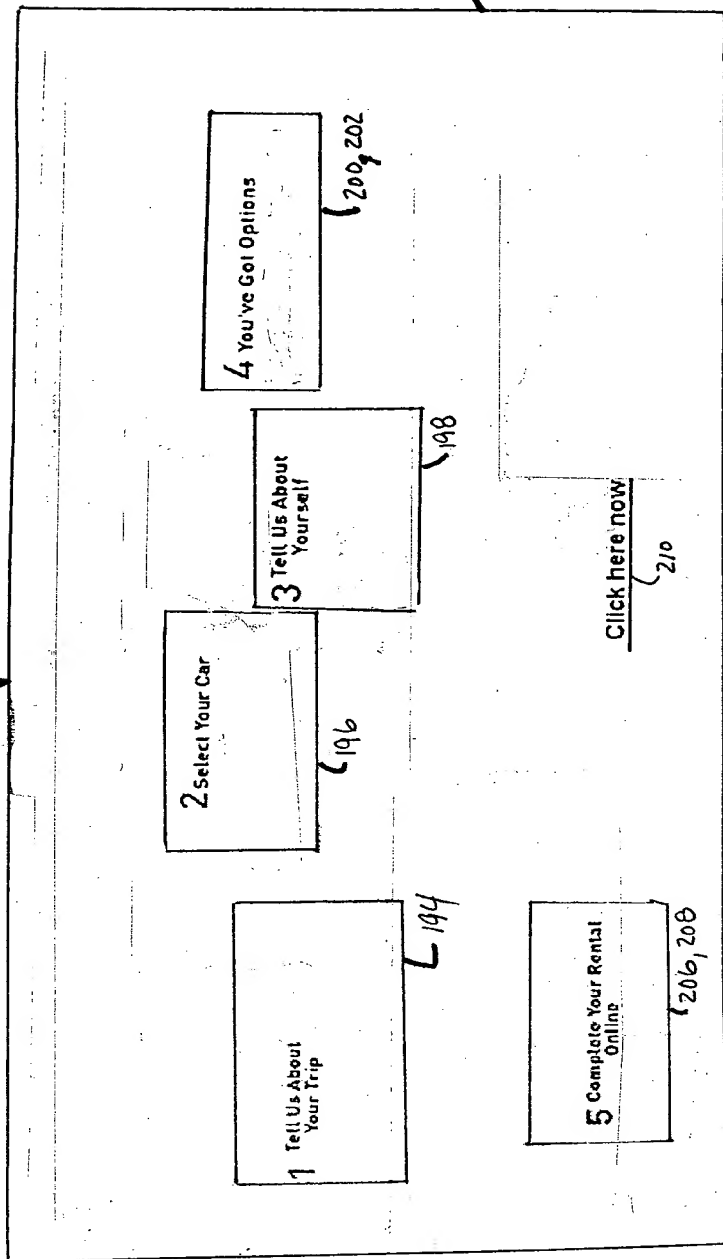 1 Tell Us About
Your Trip
194
2 Select Your Car
196
3 Tell Us About
Yourself
198
4 You've Got Options
200, 202
5 Complete Your Rental
Online
206, 208
Click here now
210